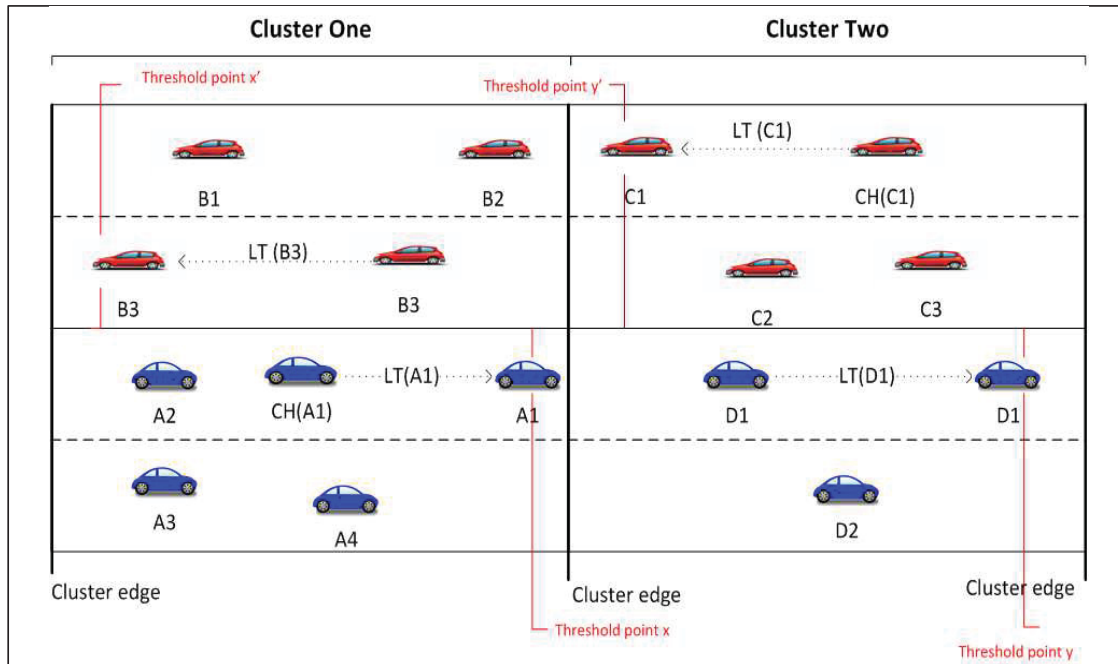 Cluster One
Cluster Two
Threshold point x’
Threshold point y’
LT (C1)
B1
B2
C1
CH(C1)
LT (B3)
B3
B3
C2
C3
LT(A1)
LT(D1)
A2
CH(A1)
A1
D1
D1
A3
A4
D2
Cluster edge
Cluster edge
Cluster edge
Threshold point x
Threshold point y